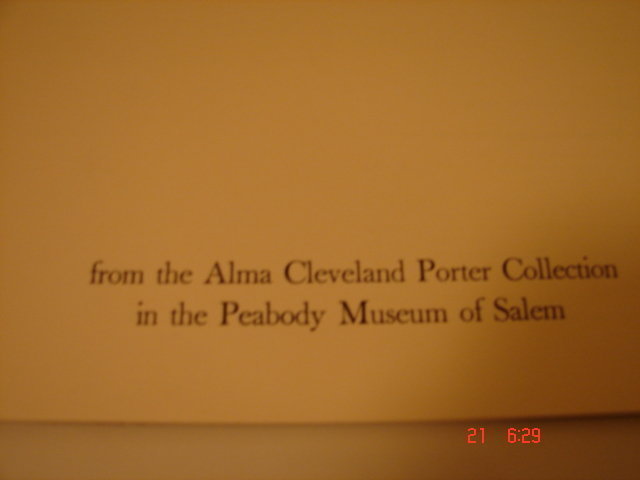 from the Alma Cleveland Porter Collection
in the Peabody Museum of Salem
21 6:29